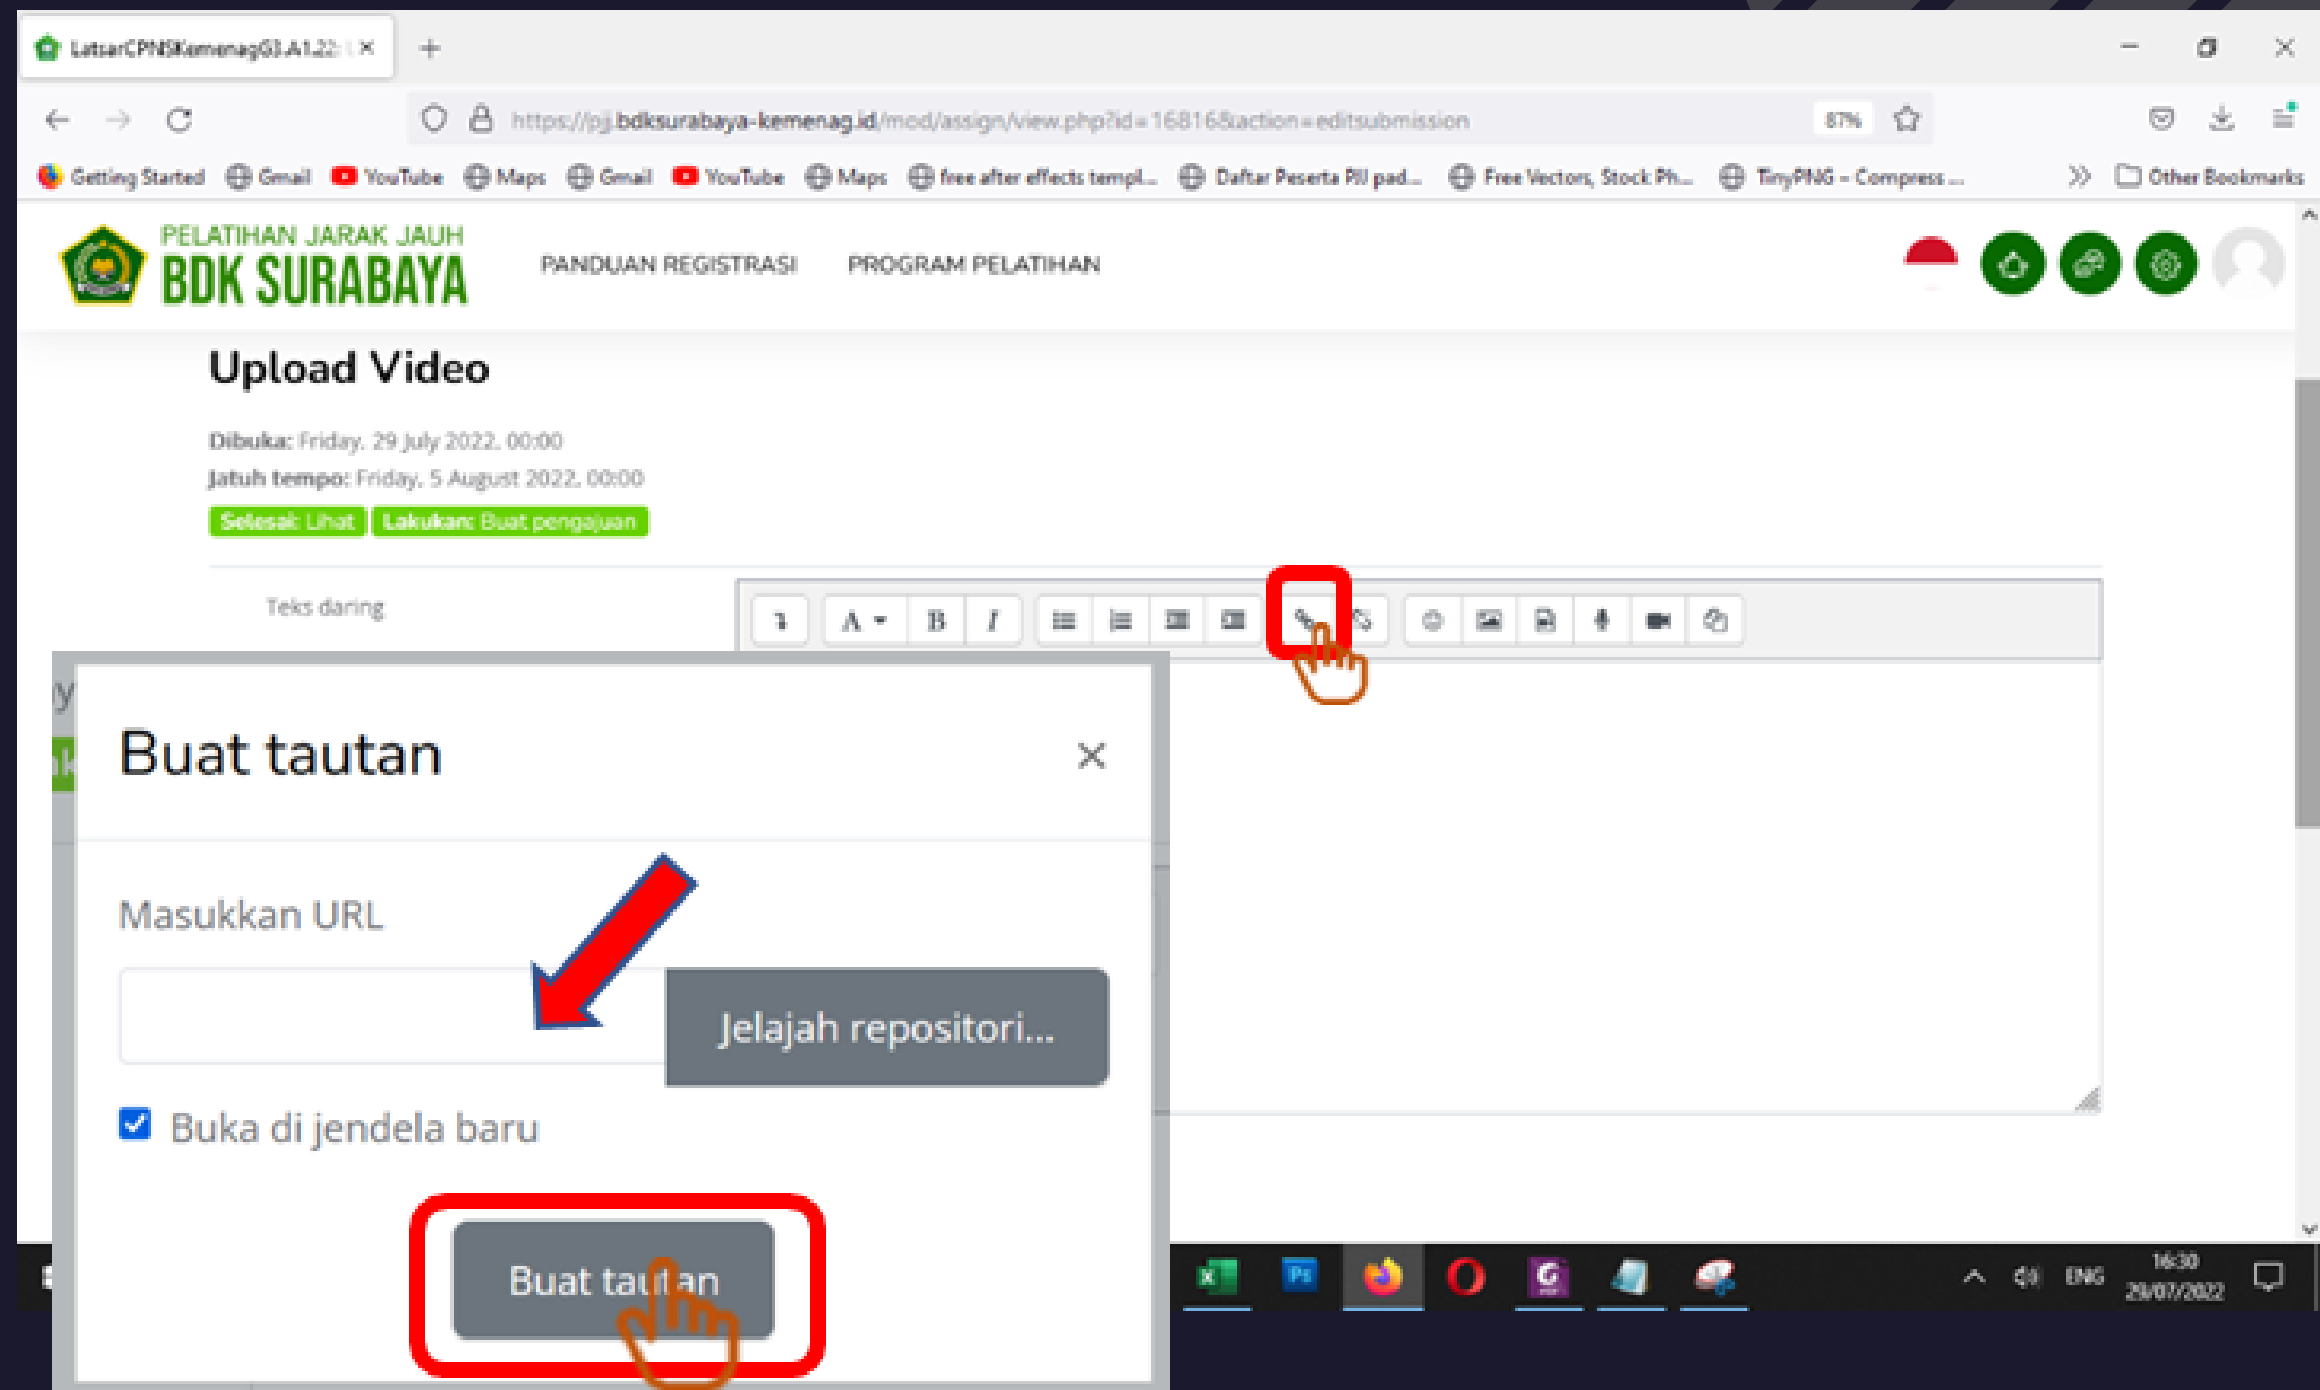 LatsarCPNSKemenagG3.A1.22:
https://pjj.bdksurabaya-kemenag.id/mod/assign/view.php?id=16816&action=editsubmission
87%
Getting Started Gmail YouTube Maps Gmail YouTube Maps free after effects templ... Daftar Peserta PJJ pad... Free Vectors, Stock Ph... TinyPNG – Compress ... Other Bookmarks
PELATIHAN JARAK JAUH
BDK SURABAYA
PANDUAN REGISTRASI PROGRAM PELATIHAN
Upload Video
Dibuka: Friday, 29 July 2022, 00:00
Jatuh tempo: Friday, 5 August 2022, 00:00
Selesai: Lihat Lakukan: Buat pengajuan
Teks daring
A B I
Buat tautan
Masukkan URL
Jelajah repositori...
Buka di jendela baru
Buat tautan
Ps
ENG
16:30
29/07/2022